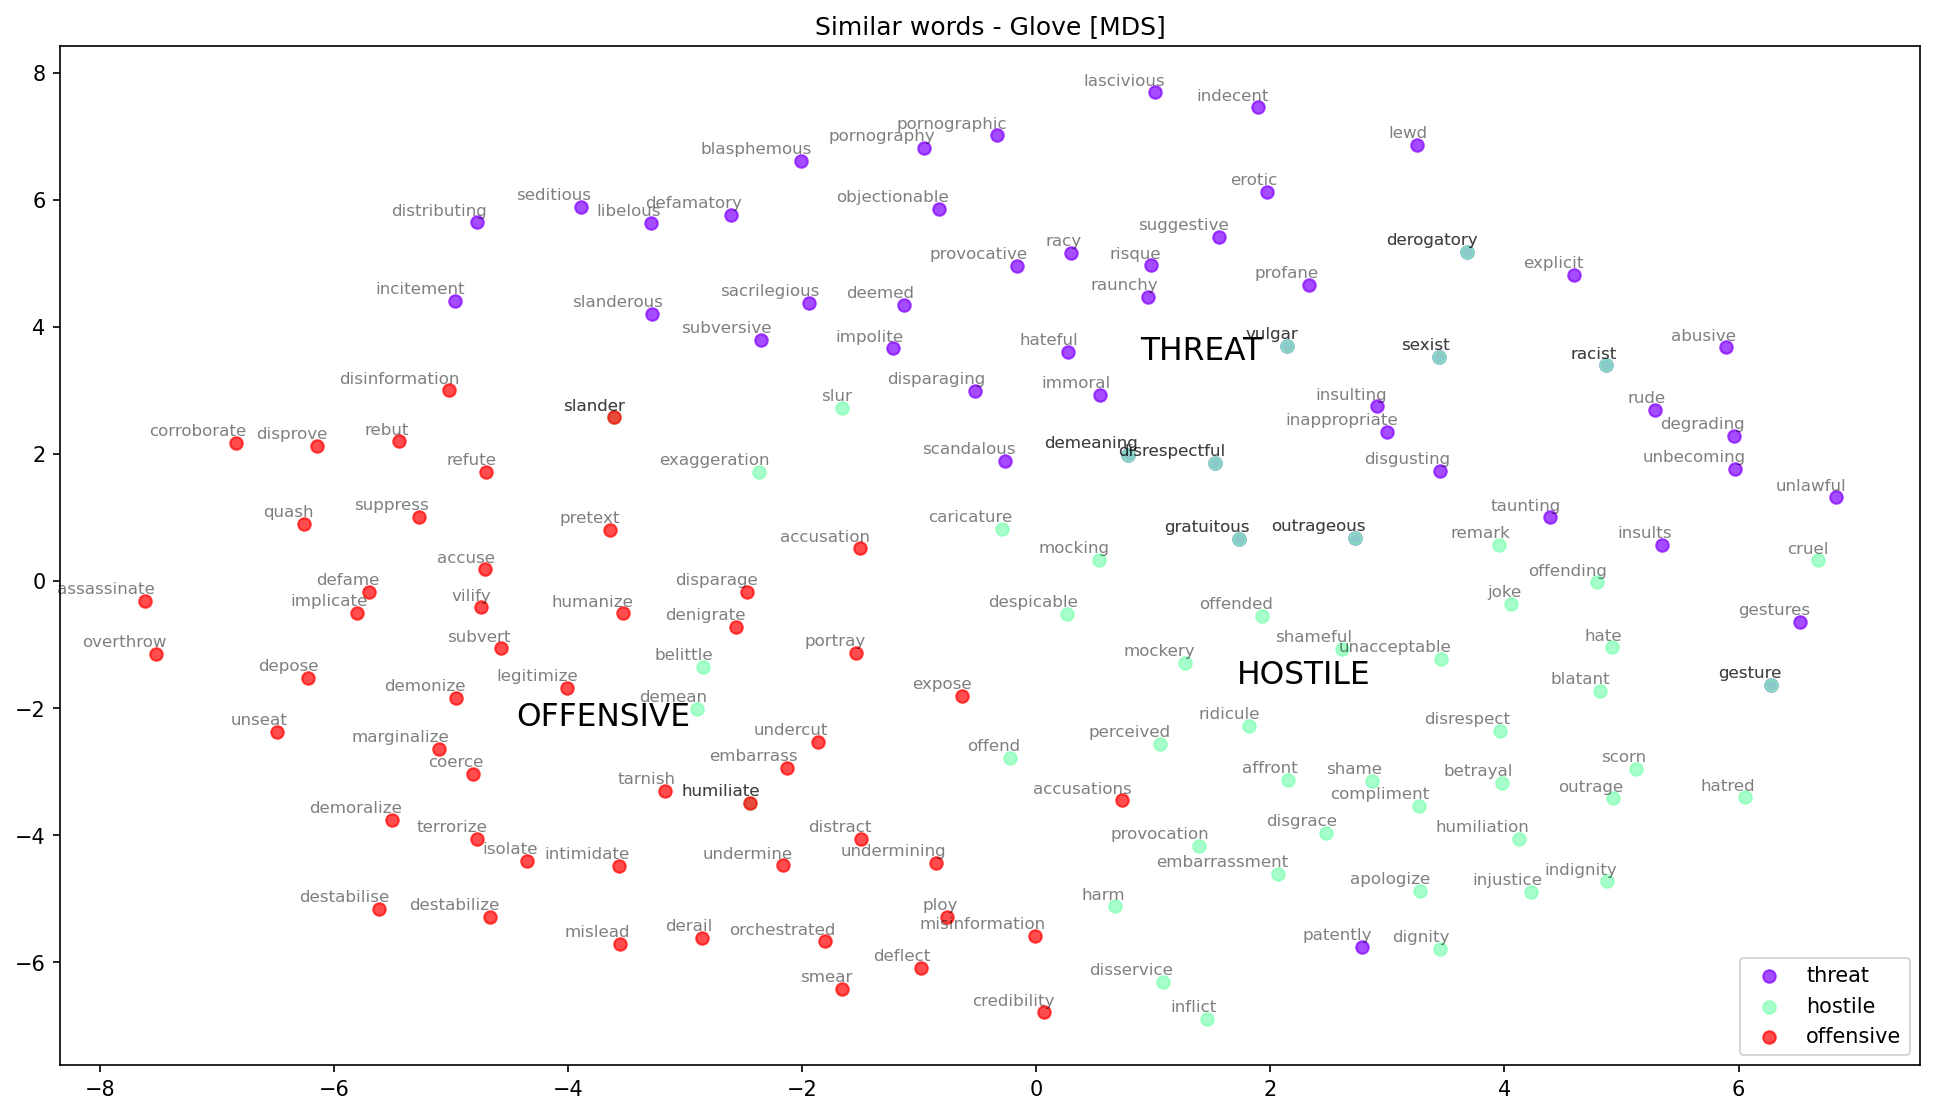 Similar words - Glove [MDS]
8
6
4
2
0
−2
−4
−6
lascivious
indecent
pornographic
pornography
lewd
blasphemous
erotic
seditious
objectionable
defamatory
libelous
distributing
suggestive
racy
derogatory
provocative
risque
explicit
profane
incitement
sacrilegious
deemed
raunchy
slanderous
subversive
impolite
hateful
THREAT
vulgar
sexist
racist
abusive
disinformation
disparaging
immoral
slander
slur
insulting
rude
inappropriate
degrading
corroborate
disprove
rebut
demeaning
disrespectful
scandalous
refute
exaggeration
disgusting
unbecoming
unlawful
quash
suppress
pretext
caricature
gratuitous
outrageous
taunting
remark
insults
accusation
mocking
cruel
accuse
offending
assassinate
defame
implicate
vilify
humanize
disparage
denigrate
despicable
offended
joke
gestures
overthrow
subvert
portray
shameful
unacceptable
hate
depose
belittle
mockery
HOSTILE
gesture
demonize
legitimize
expose
blatant
demean
OFFENSIVE
unseat
marginalize
undercut
ridicule
disrespect
coerce
embarrass
offend
perceived
tarnish
humiliate
accusations
affront
shame
compliment
betrayal
scorn
outrage
hatred
demoralize
terrorize
distract
provocation
disgrace
humiliation
isolate
intimidate
undermine
undermining
embarrassment
apologize
injustice
indignity
destabilise
destabilize
ploy
harm
mislead
derail
orchestrated
misinformation
patently
dignity
deflect
smear
disservice
credibility
inflict
threat
hostile
offensive
−8
−6
−4
−2
0
2
4
6